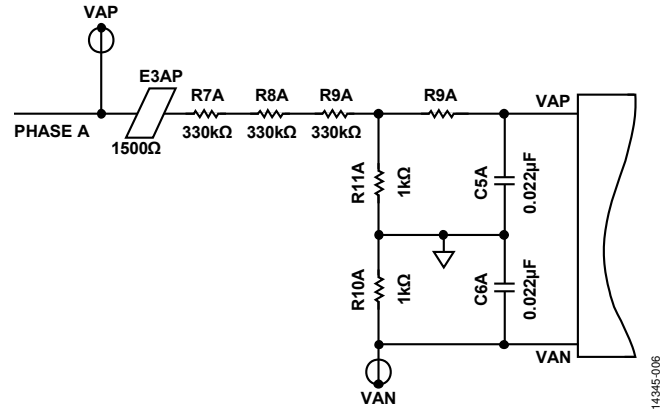 VAP
E3AP
R7A
R8A
R9A
R9A
VAP
PHASE A
1500Ω
330kΩ
330kΩ
330kΩ
R11A
1kΩ
C5A
0.022µF
R10A
1kΩ
C6A
0.022µF
VAN
VAN
14345-006